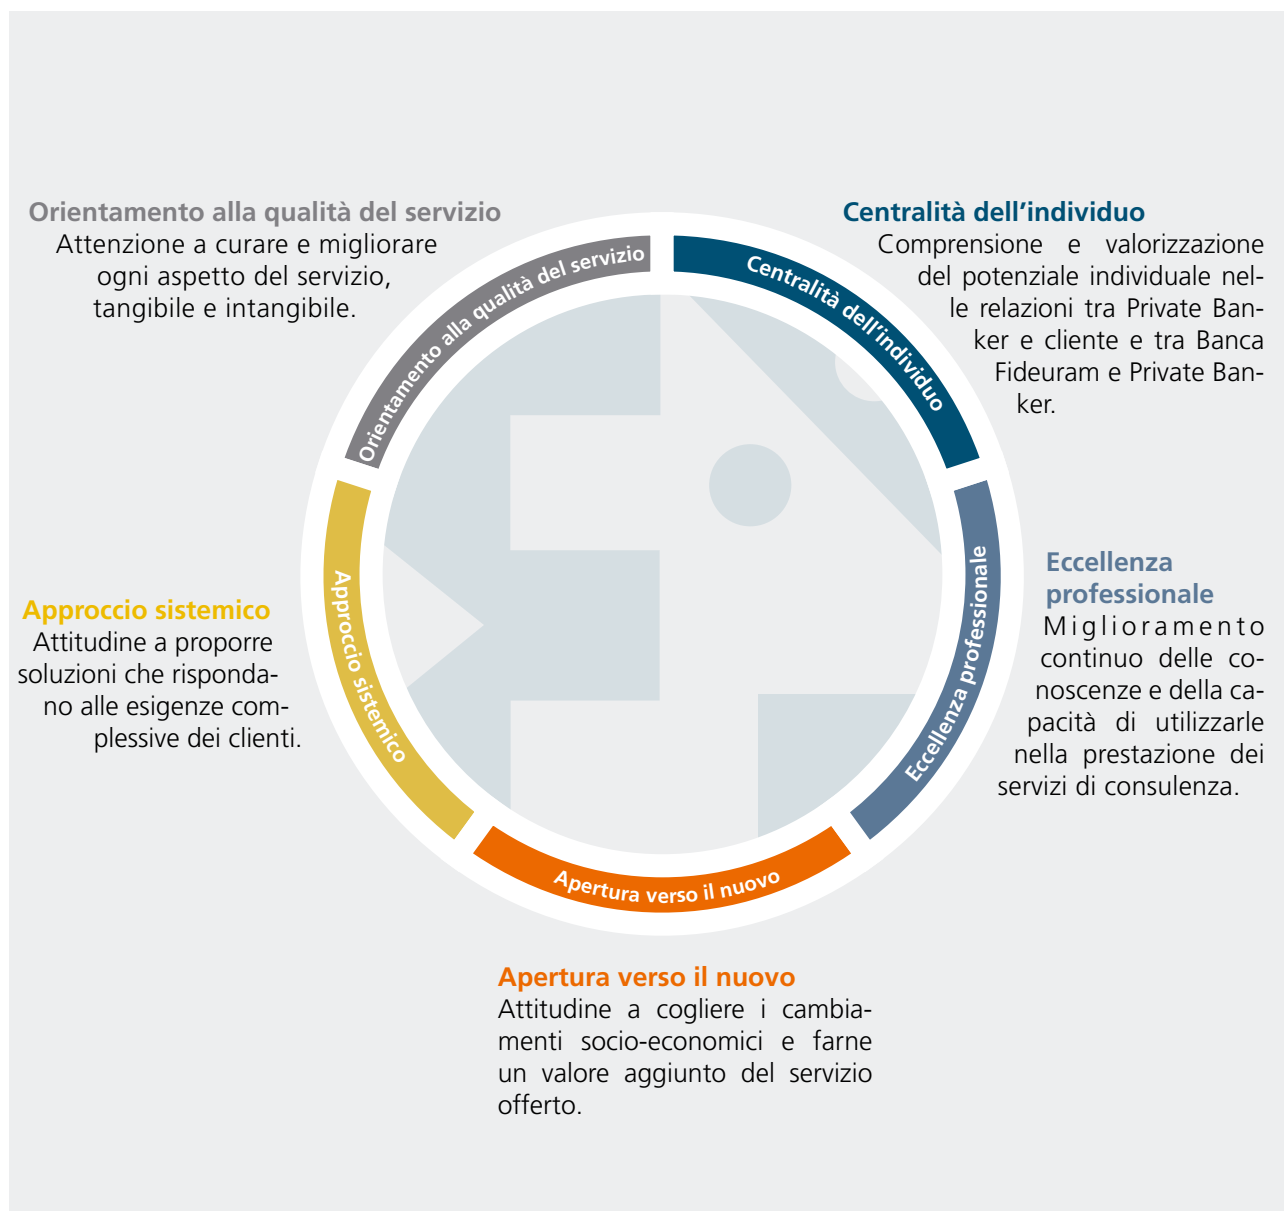 Orientamento alla qualità del servizio
Attenzione a curare e migliorare
ogni aspetto del servizio,
tangibile e intangibile.
Centralità dell’individuo
Comprensione e valorizzazione
del potenziale individuale nel-
le relazioni tra Private Ban-
ker e cliente e tra Banca
Fideuram e Private Ban-
ker.
Orientamento alla qualità del servizio
Centralità dell’individuo
Approccio sistemico
Eccellenza professionale
Apertura verso il nuovo
Approccio sistemico
Attitudine a proporre
soluzioni che risponda-
no alle esigenze com-
plessive dei clienti.
Eccellenza
professionale
Miglioramento
continuo delle co-
noscenze e della ca-
pacità di utilizzarle
nella prestazione dei
servizi di consulenza.
Apertura verso il nuovo
Attitudine a cogliere i cambia-
menti socio-economici e farne
un valore aggiunto del servizio
offerto.